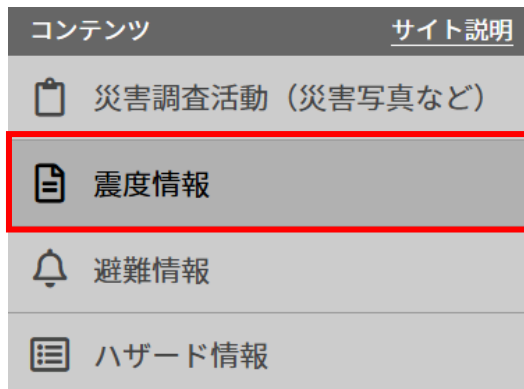 コンテンツ サイト説明
災害調査活動（災害写真など）
震度情報
避難情報
ハザード情報